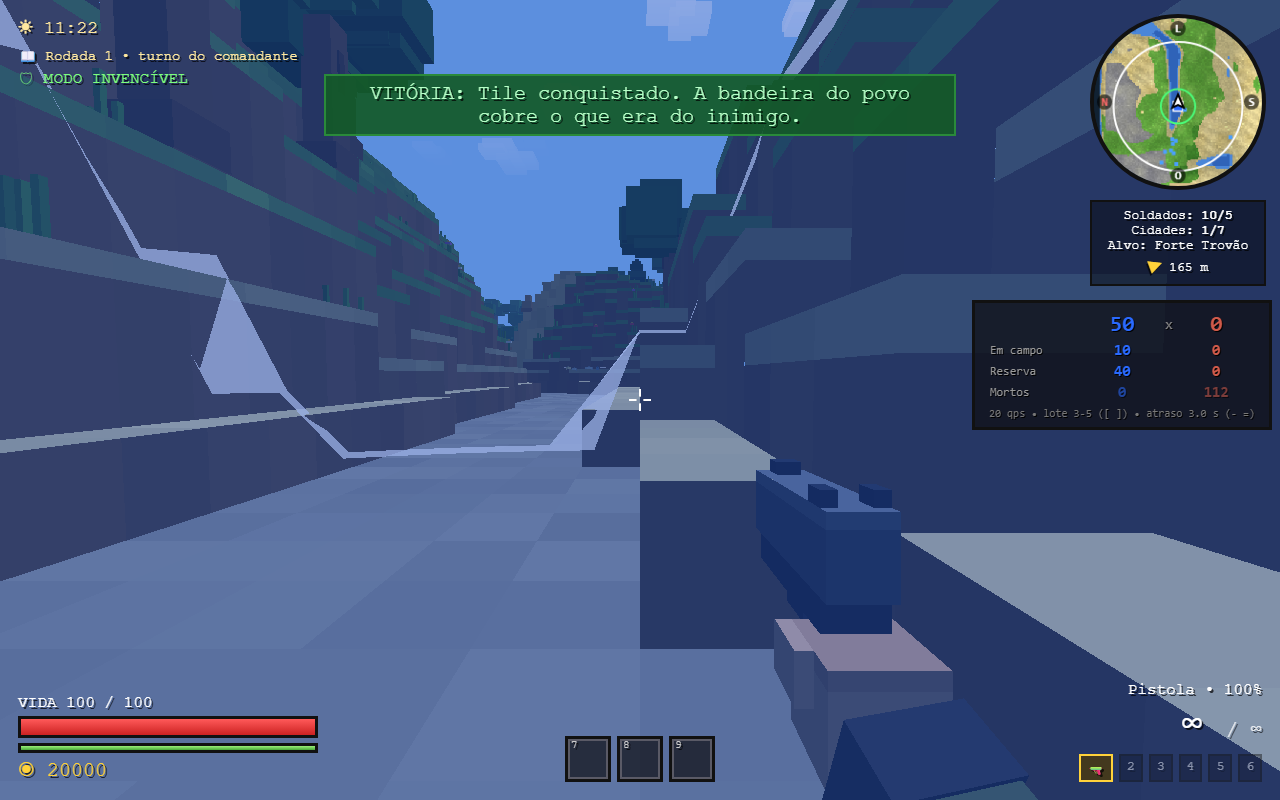 11:22
Rodada 1 • turno do comandante
MODO INVENCÍVEL
VITÓRIA: Tile conquistado. A bandeira do povo
cobre o que era do inimigo.
L
N
S
O
Soldados: 10/5
Cidades: 1/7
Alvo: Forte Trovão
165 m
50 x 0
Em campo 10 0
Reserva 40 0
Mortos 0 112
20 qps • lote 3-5 ([ ]) • atraso 3.0 s (- =)
VIDA 100 / 100
20000
7 8 9
Pistola • 100%
∞ / ∞
2 3 4 5 6